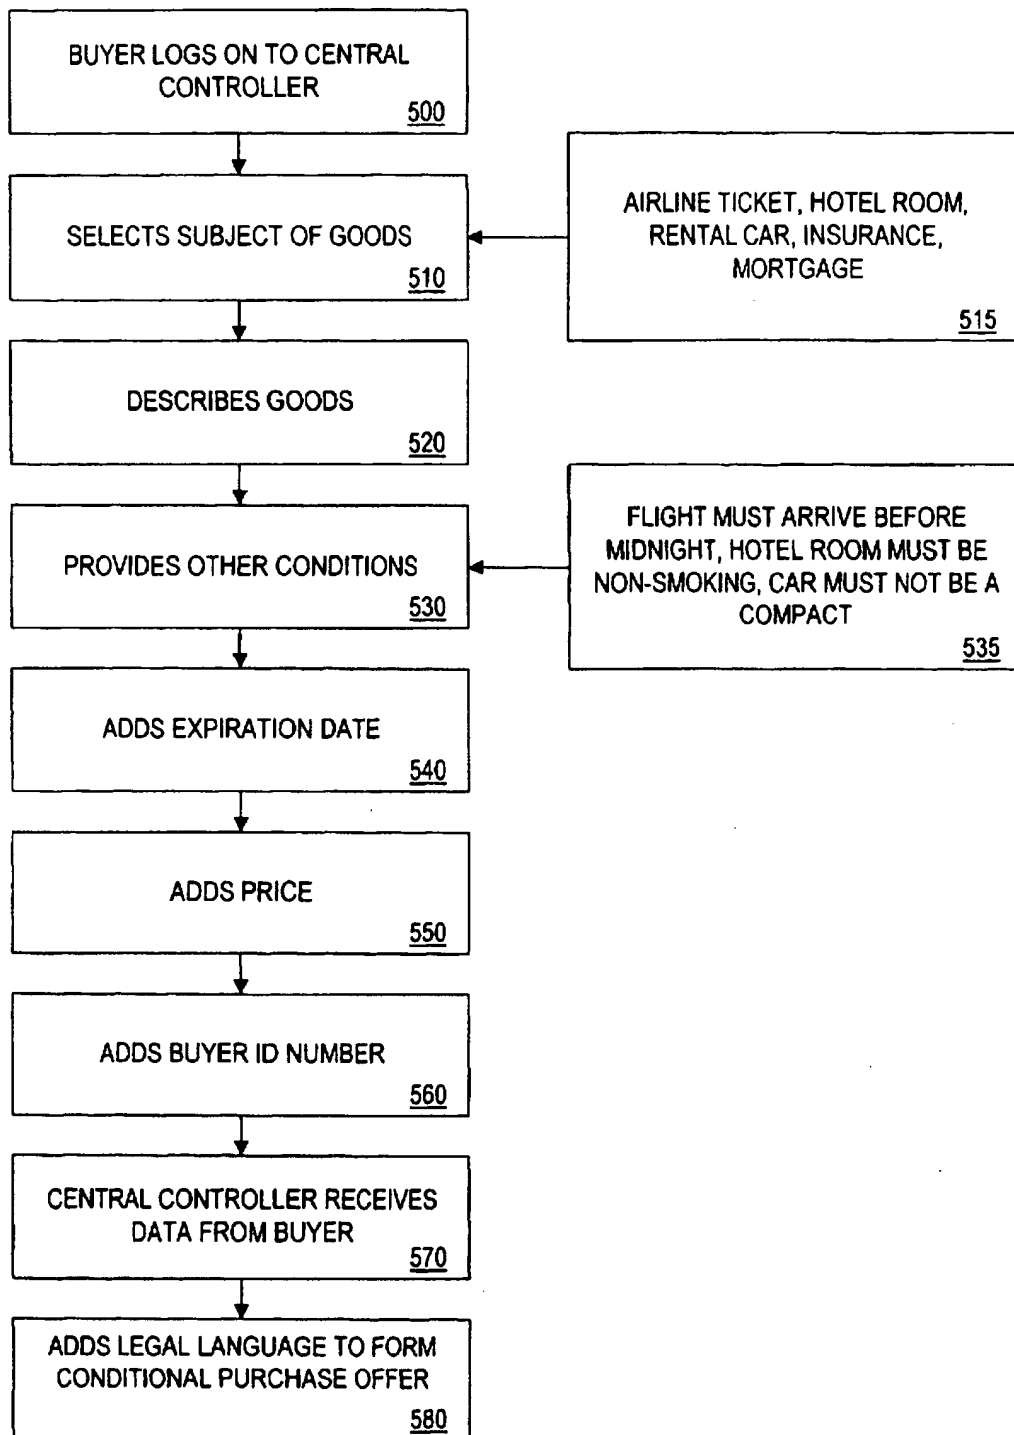 BUYER LOGS ON TO CENTRAL
CONTROLLER
500
SELECTS SUBJECT OF GOODS
510
AIRLINE TICKET, HOTEL ROOM,
RENTAL CAR, INSURANCE,
MORTGAGE
515
DESCRIBES GOODS
520
PROVIDES OTHER CONDITIONS
530
FLIGHT MUST ARRIVE BEFORE
MIDNIGHT, HOTEL ROOM MUST BE
NON-SMOKING, CAR MUST NOT BE A
COMPACT
535
ADDS EXPIRATION DATE
540
ADDS PRICE
550
ADDS BUYER ID NUMBER
560
CENTRAL CONTROLLER RECEIVES
DATA FROM BUYER
570
ADDS LEGAL LANGUAGE TO FORM
CONDITIONAL PURCHASE OFFER
580